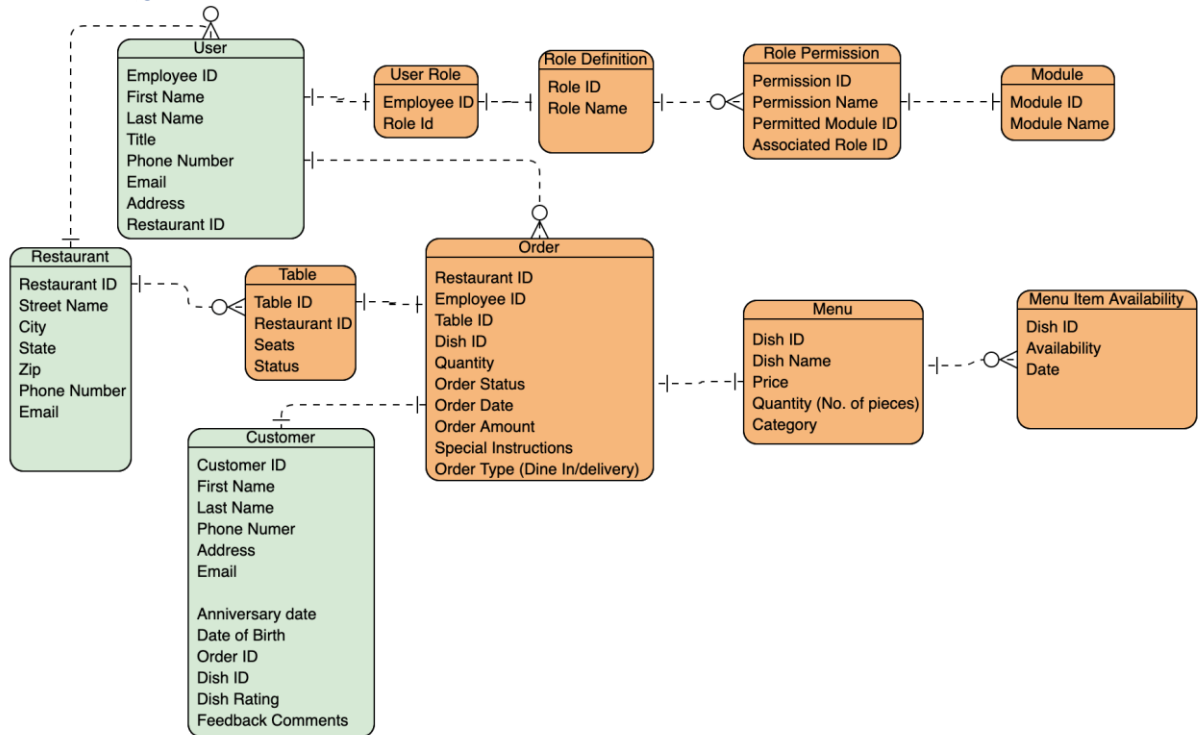 User
Employee ID
First Name
Last Name
Title
Phone Number
Email
Address
Restaurant ID
User Role
Employee ID
Role Id
Role Definition
Role ID
Role Name
Role Permission
Permission ID
Permission Name
Permitted Module ID
Associated Role ID
Module
Module ID
Module Name
Restaurant
Restaurant ID
Street Name
City
State
Zip
Phone Number
Email
Table
Table ID
Restaurant ID
Seats
Status
Order
Restaurant ID
Employee ID
Table ID
Dish ID
Quantity
Order Status
Order Date
Order Amount
Special Instructions
Order Type (Dine In/delivery)
Menu
Dish ID
Dish Name
Price
Quantity (No. of pieces)
Category
Menu Item Availability
Dish ID
Availability
Date
Customer
Customer ID
First Name
Last Name
Phone Numer
Address
Email
Anniversary date
Date of Birth
Order ID
Dish ID
Dish Rating
Feedback Comments